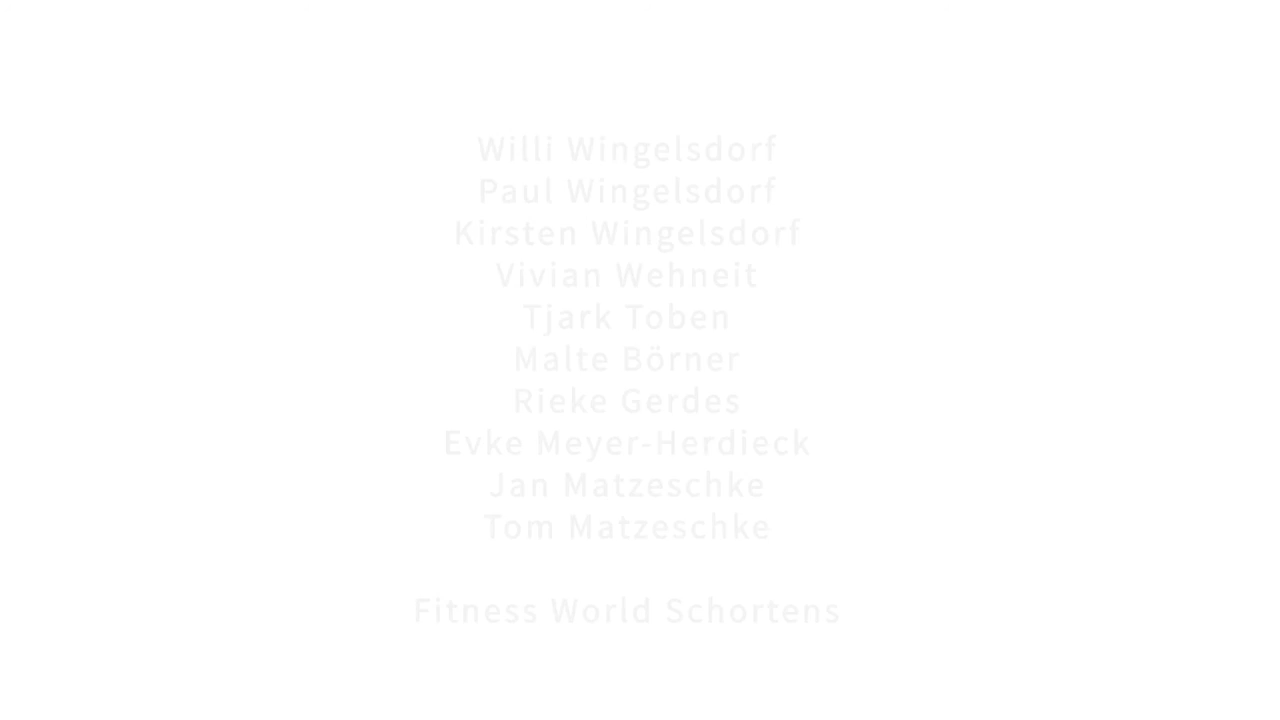 Willi Wingelsdorf
Paul Wingelsdorf
Kirsten Wingelsdorf
Vivian Wehneit
Tjark Toben
Malte Börner
Rieke Gerdes
Evke Meyer-Herdieck
Jan Matzeschke
Tom Matzeschke
Fitness World Schortens